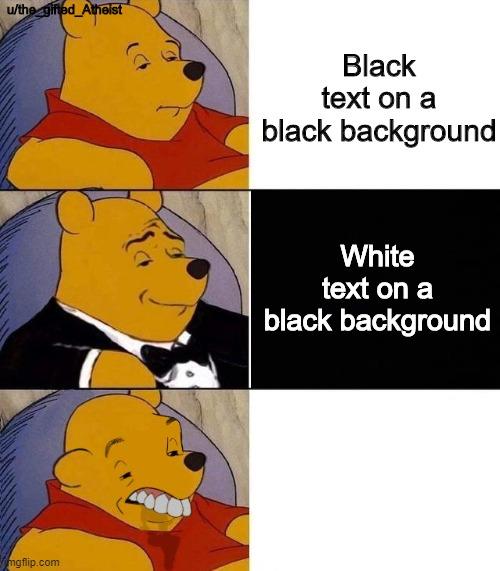 u/the_gifted_Atheist
Black
text on a
black background
White
text on a
black background
imgflip.com